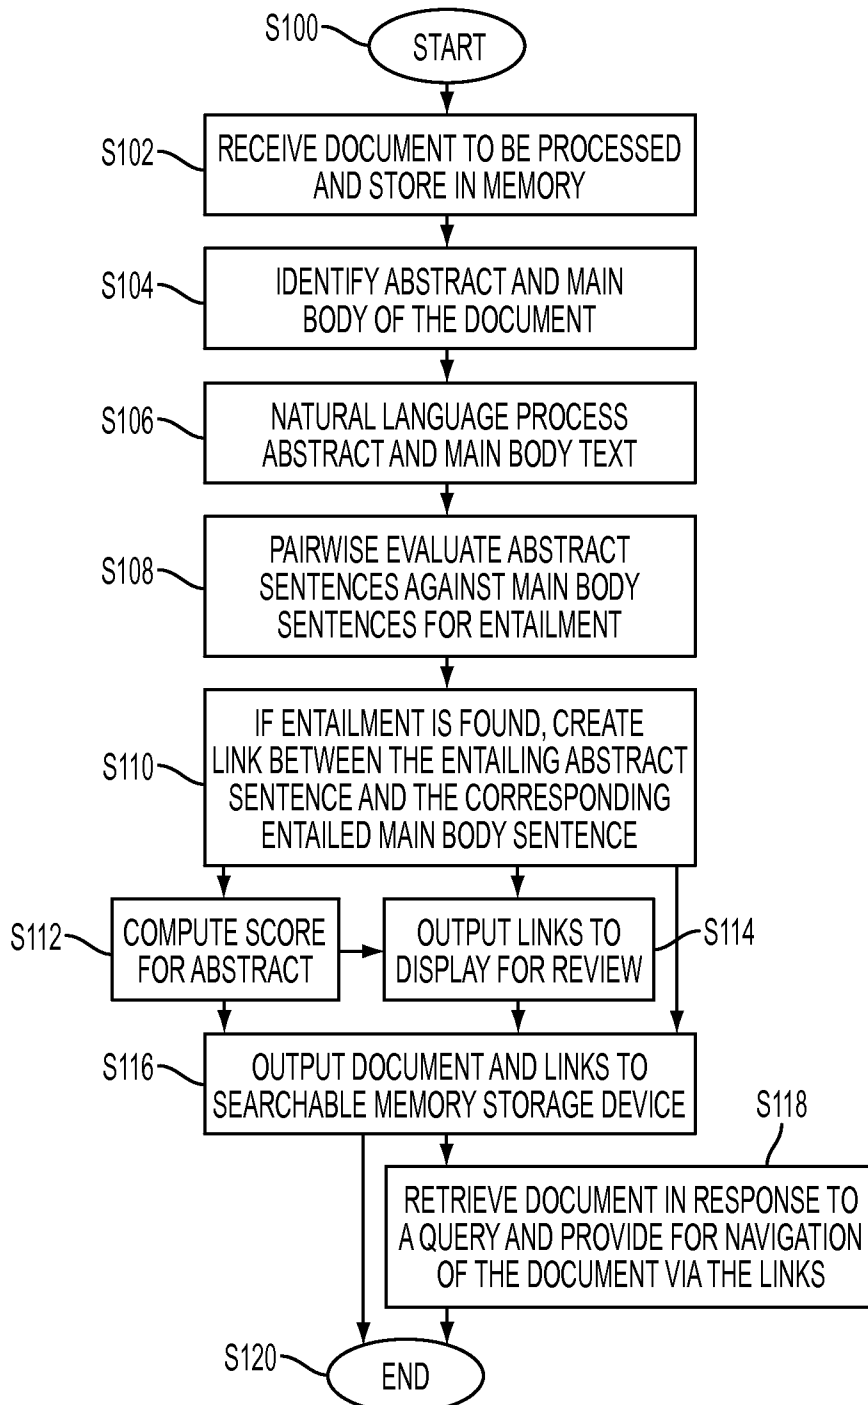 S100
START
S102
RECEIVE DOCUMENT TO BE PROCESSED
AND STORE IN MEMORY
S104
IDENTIFY ABSTRACT AND MAIN
BODY OF THE DOCUMENT
S106
NATURAL LANGUAGE PROCESS
ABSTRACT AND MAIN BODY TEXT
S108
PAIRWISE EVALUATE ABSTRACT
SENTENCES AGAINST MAIN BODY
SENTENCES FOR ENTAILMENT
S110
IF ENTAILMENT IS FOUND, CREATE
LINK BETWEEN THE ENTAILING ABSTRACT
SENTENCE AND THE CORRESPONDING
ENTAILED MAIN BODY SENTENCE
S112
COMPUTE SCORE
FOR ABSTRACT
OUTPUT LINKS TO
DISPLAY FOR REVIEW
S114
S116
OUTPUT DOCUMENT AND LINKS TO
SEARCHABLE MEMORY STORAGE DEVICE
S118
RETRIEVE DOCUMENT IN RESPONSE TO
A QUERY AND PROVIDE FOR NAVIGATION
OF THE DOCUMENT VIA THE LINKS
S120
END